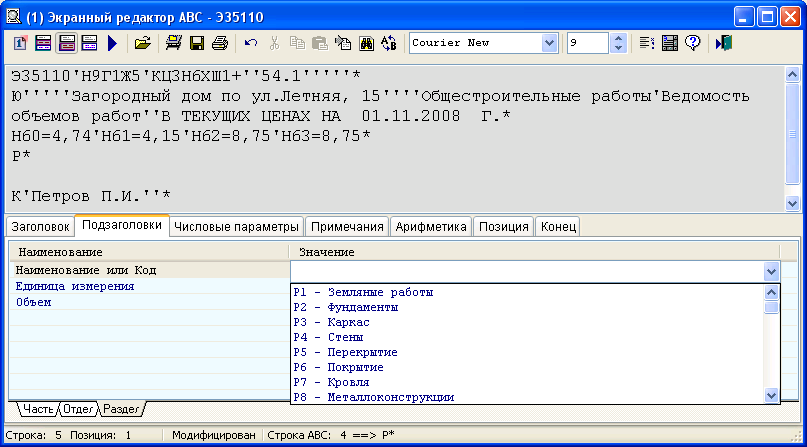 (1) Экранный редактор АВС - Э35110
Courier New 9
Э35110'Н9Г1Ж5'КЦ3Н6ХШ1+''54.1'''''*
Ю'''''Загородный дом по ул.Летняя, 15''''Общестроительные работы'Ведомость
объемов работ''В ТЕКУЩИХ ЦЕНАХ НА  01.11.2008  Г.*
Н60=4,74'Н61=4,15'Н62=8,75'Н63=8,75*
Р*
К'Петров П.И.''*
Заголовок Подзаголовки Числовые параметры Примечания Арифметика Позиция Конец
Наименование Значение
Наименование или Код
Единица измерения
Объем
Р1 - Земляные работы
Р2 - Фундаменты
Р3 - Каркас
Р4 - Стены
Р5 - Перекрытие
Р6 - Покрытие
Р7 - Кровля
Р8 - Металлоконструкции
Часть Отдел Раздел
Строка: 5 Позиция: 1 Модифицирован Строка АВС: 4 ==> Р*